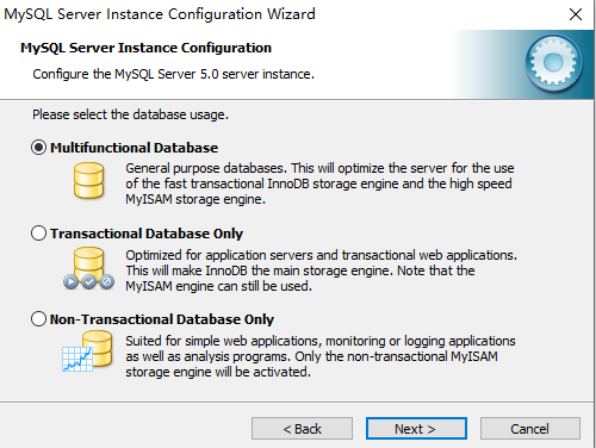 MySQL Server Instance Configuration Wizard
MySQL Server Instance Configuration
Configure the MySQL Server 5.0 server instance.
Please select the database usage.
Multifunctional Database
General purpose databases. This will optimize the server for the use
of the fast transactional InnoDB storage engine and the high speed
MyISAM storage engine.
Transactional Database Only
Optimized for application servers and transactional web applications.
This will make InnoDB the main storage engine. Note that the
MyISAM engine can still be used.
Non-Transactional Database Only
Suited for simple web applications, monitoring or logging applications
as well as analysis programs. Only the non-transactional MyISAM
storage engine will be activated.
< Back
Next >
Cancel